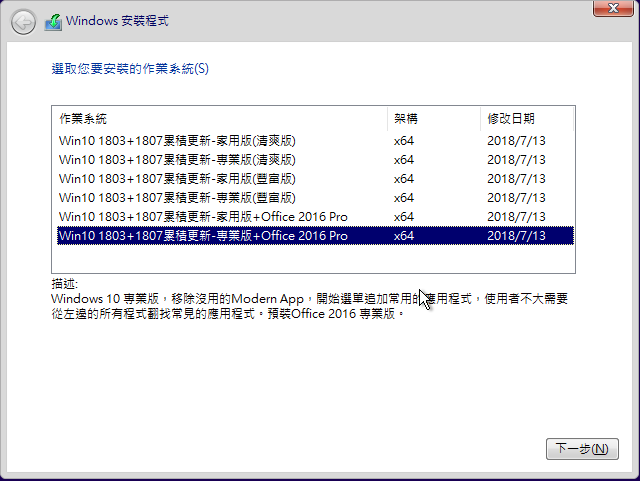 Windows 安裝程式
選取您要安裝的作業系統(S)
作業系統 架構 修改日期
Win10 1803+1807累積更新-家用版(清爽版) x64 2018/7/13
Win10 1803+1807累積更新-專業版(清爽版) x64 2018/7/13
Win10 1803+1807累積更新-家用版(豐富版) x64 2018/7/13
Win10 1803+1807累積更新-專業版(豐富版) x64 2018/7/13
Win10 1803+1807累積更新-家用版+Office 2016 Pro x64 2018/7/13
Win10 1803+1807累積更新-專業版+Office 2016 Pro x64 2018/7/13
描述:
Windows 10 專業版，移除沒用的Modern App，開始選單追加常用的應用程式，使用者不大需要
從左邊的所有程式翻找常見的應用程式。預裝Office 2016 專業版。
下一步(N)